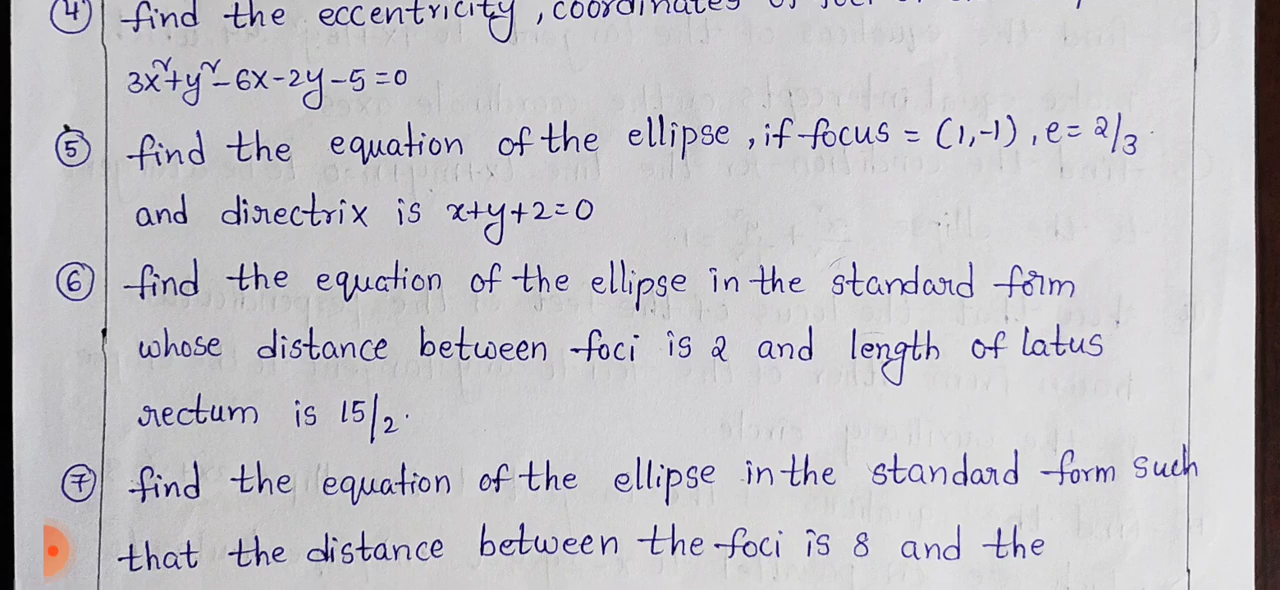 ④ find the eccentricity, coordinates of foci
3x²+y²-6x-2y-5=0
⑤ find the equation of the ellipse, if focus = (1,-1), e= 2/3
and directrix is x+y+2=0
⑥ find the equation of the ellipse in the standard form
whose distance between foci is 2 and length of latus
rectum is 15/2.
⑦ find the equation of the ellipse in the standard form such
that the distance between the foci is 8 and the